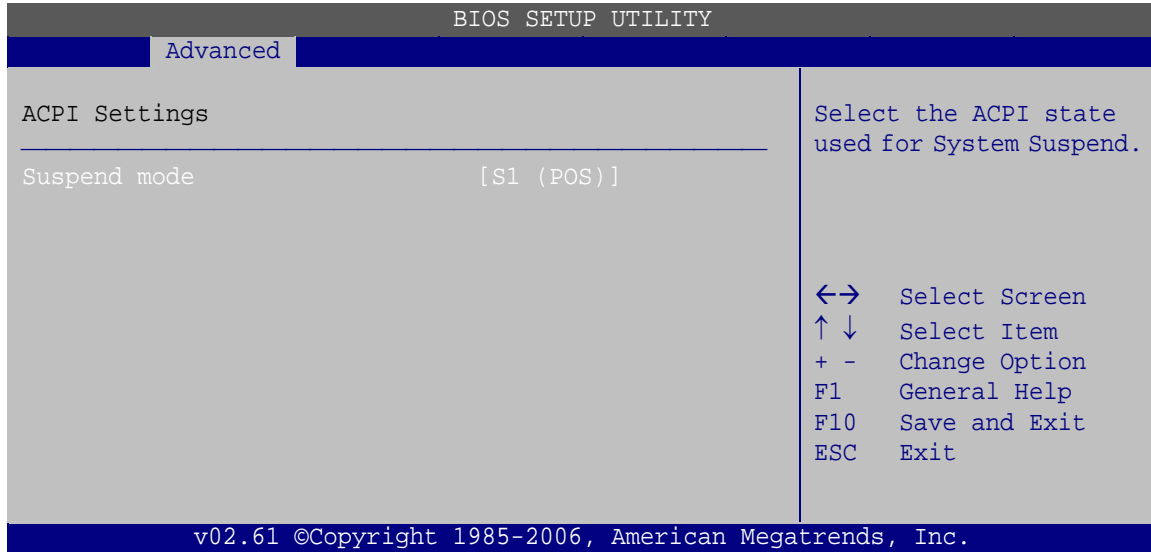 BIOS SETUP UTILITY
Advanced
ACPI Settings
Suspend mode [S1 (POS)]
Select the ACPI state
used for System Suspend.
←→ Select Screen
↑ ↓ Select Item
+ - Change Option
F1 General Help
F10 Save and Exit
ESC Exit
v02.61 ©Copyright 1985-2006, American Megatrends, Inc.